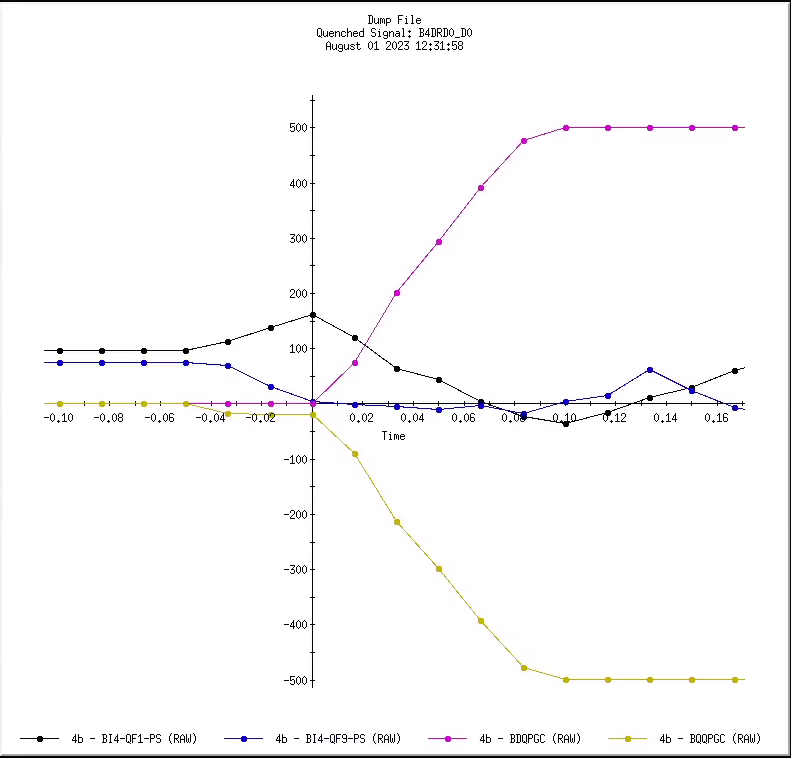 Dump File
Quenched Signal: B4DRD0_D0
August 01 2023 12:31:58
500
400
300
200
100
-0.10 -0.08 -0.06 -0.04 -0.02 0.02 0.04 0.06 0.08 0.10 0.12 0.14 0.16
Time
-100
-200
-300
-400
-500
4b - BI4-QF1-PS (RAW) 4b - BI4-QF9-PS (RAW) 4b - BDQPGC (RAW) 4b - BQQPGC (RAW)